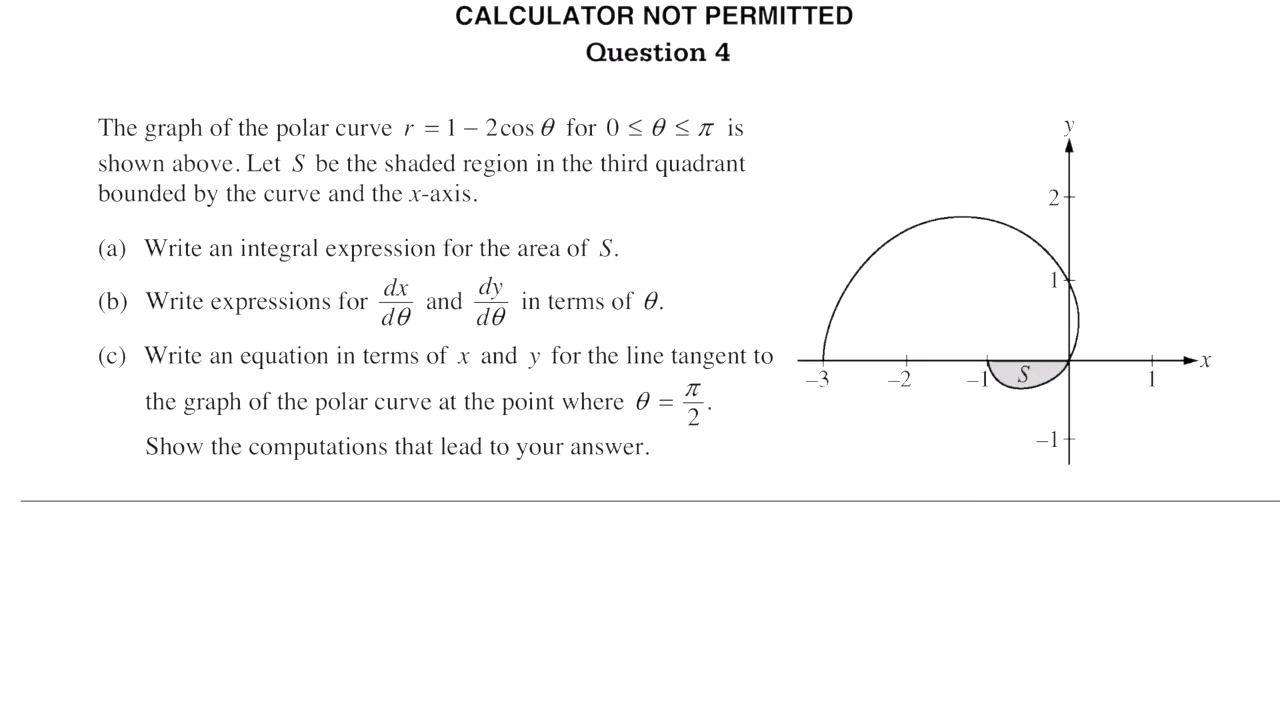 CALCULATOR NOT PERMITTED
Question 4
The graph of the polar curve r = 1 − 2cos θ for 0 ≤ θ ≤ π is
shown above. Let S be the shaded region in the third quadrant
bounded by the curve and the x-axis.
(a) Write an integral expression for the area of S.
(b) Write expressions for dx/dθ and dy/dθ in terms of θ.
(c) Write an equation in terms of x and y for the line tangent to
the graph of the polar curve at the point where θ = π/2.
Show the computations that lead to your answer.
y
2
1
x
−3 −2 −1 S 1
−1